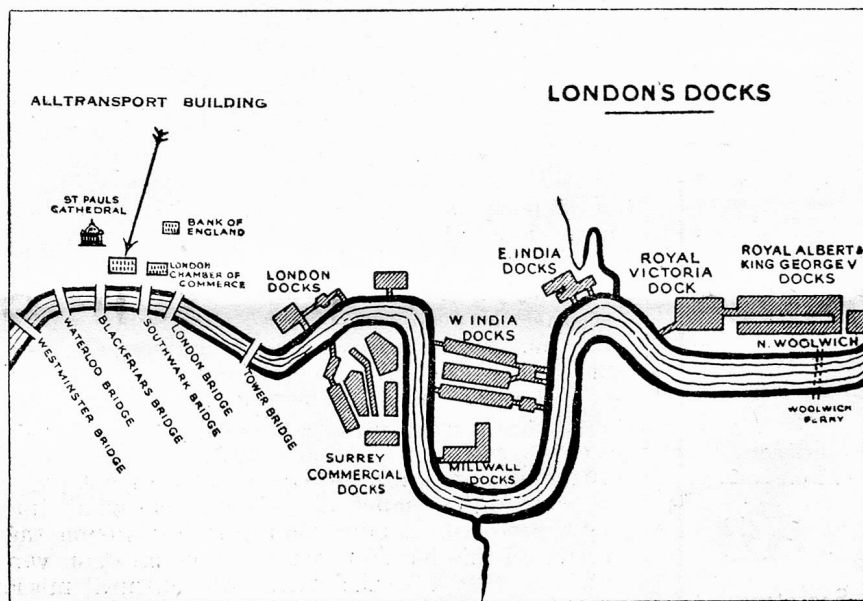 LONDON'S DOCKS
ALLTRANSPORT BUILDING
ST PAULS
CATHEDRAL
BANK OF
ENGLAND
LONDON
CHAMBER OF
COMMERCE
LONDON
DOCKS
E. INDIA
DOCKS
ROYAL
VICTORIA
DOCK
ROYAL ALBERT &
KING GEORGE V
DOCKS
W. INDIA
DOCKS
N. WOOLWICH
WOOLWICH
FERRY
WESTMINSTER BRIDGE
WATERLOO BRIDGE
BLACKFRIARS BRIDGE
SOUTHWARK BRIDGE
LONDON BRIDGE
TOWER BRIDGE
SURREY
COMMERCIAL
DOCKS
MILLWALL
DOCKS